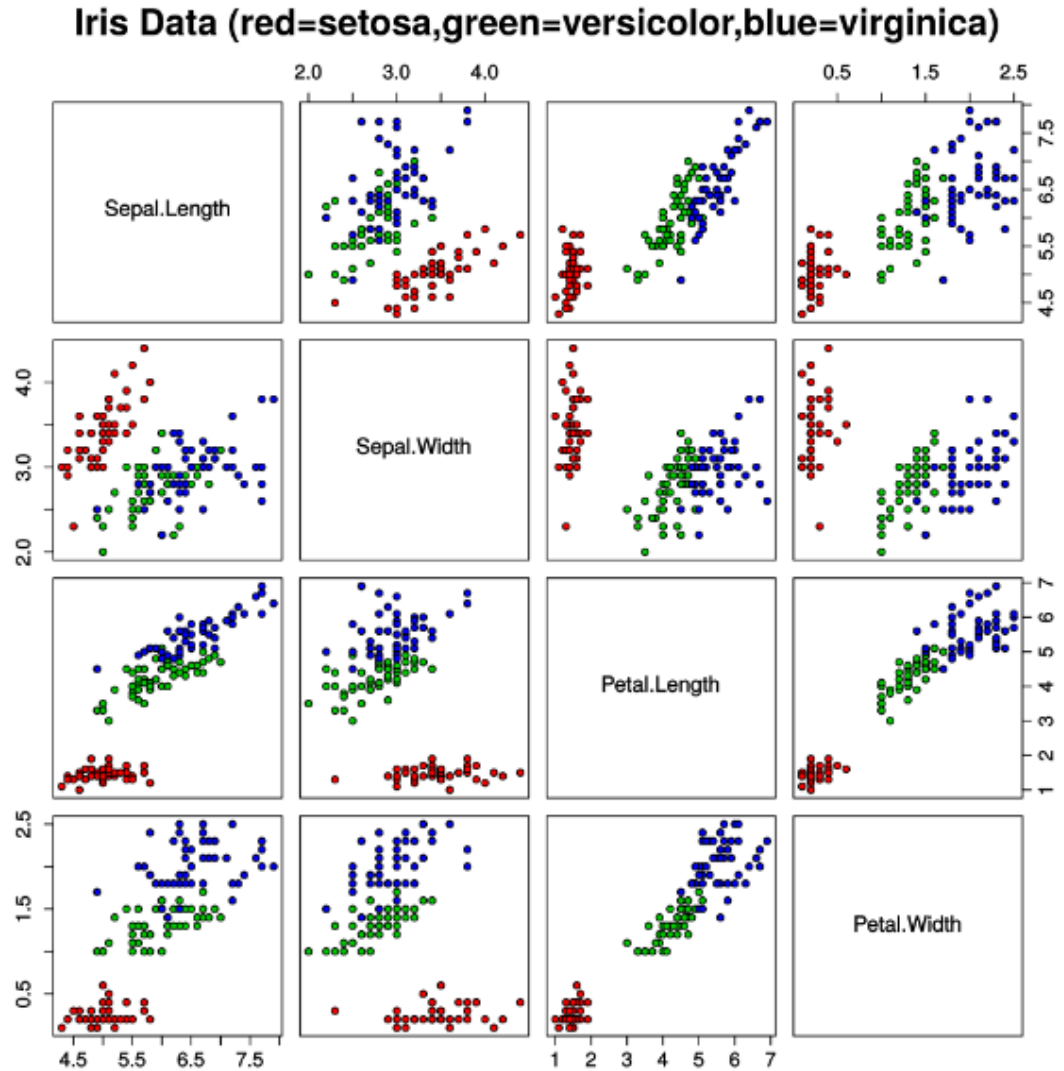 Iris Data (red=setosa,green=versicolor,blue=virginica)
2.0 3.0 4.0 0.5 1.5 2.5
Sepal.Length
4.5 5.5 6.5 7.5
2.0 3.0 4.0
Sepal.Width
Petal.Length
1 2 3 4 5 6 7
0.5 1.5 2.5
Petal.Width
4.5 5.5 6.5 7.5 1 2 3 4 5 6 7